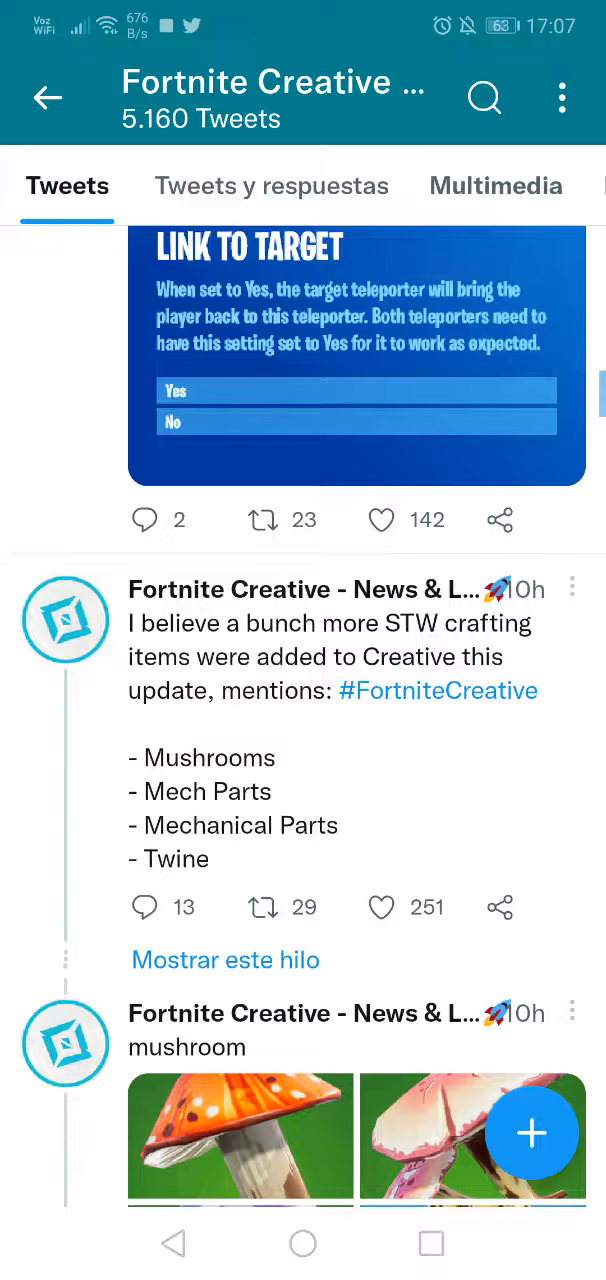 Voz WiFi 676 B/s 63 17:07
Fortnite Creative ...
5.160 Tweets
Tweets Tweets y respuestas Multimedia
LINK TO TARGET
When set to Yes, the target teleporter will bring the
player back to this teleporter. Both teleporters need to
have this setting set to Yes for it to work as expected.
Yes
No
2 23 142
Fortnite Creative - News & L...🚀10h
I believe a bunch more STW crafting
items were added to Creative this
update, mentions: #FortniteCreative
- Mushrooms
- Mech Parts
- Mechanical Parts
- Twine
13 29 251
Mostrar este hilo
Fortnite Creative - News & L...🚀10h
mushroom